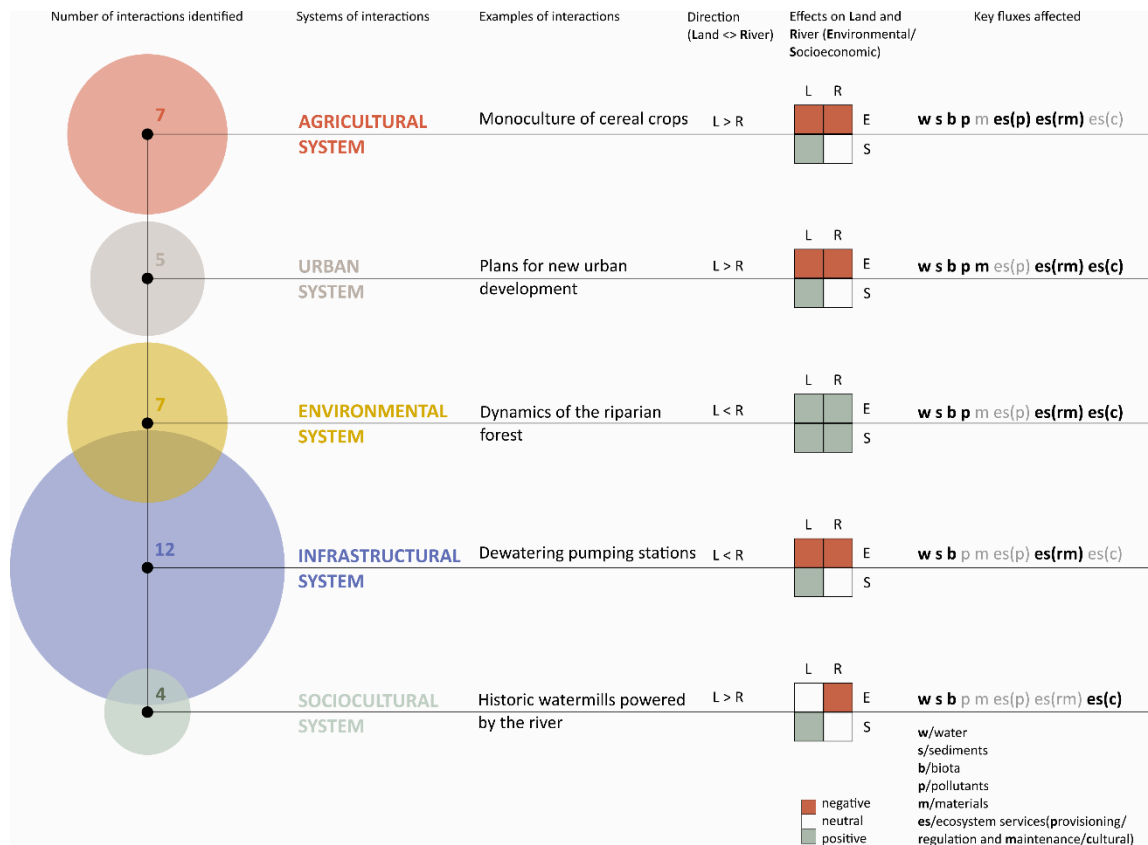 Number of interactions identified
Systems of interactions
Examples of interactions
Direction
(Land <> River)
Effects on Land and
River (Environmental/
Socioeconomic)
Key fluxes affected
7
AGRICULTURAL
SYSTEM
Monoculture of cereal crops
L > R
L R
E
S
w s b p m es(p) es(rm) es(c)
5
URBAN
SYSTEM
Plans for new urban
development
L > R
L R
E
S
w s b p m es(p) es(rm) es(c)
7
ENVIRONMENTAL
SYSTEM
Dynamics of the riparian
forest
L < R
L R
E
S
w s b p m es(p) es(rm) es(c)
12
INFRASTRUCTURAL
SYSTEM
Dewatering pumping stations
L < R
L R
E
S
w s b p m es(p) es(rm) es(c)
4
SOCIOCULTURAL
SYSTEM
Historic watermills powered
by the river
L > R
L R
E
S
w s b p m es(p) es(rm) es(c)
negative
neutral
positive
w/water
s/sediments
b/biota
p/pollutants
m/materials
es/ecosystem services(provisioning/
regulation and maintenance/cultural)